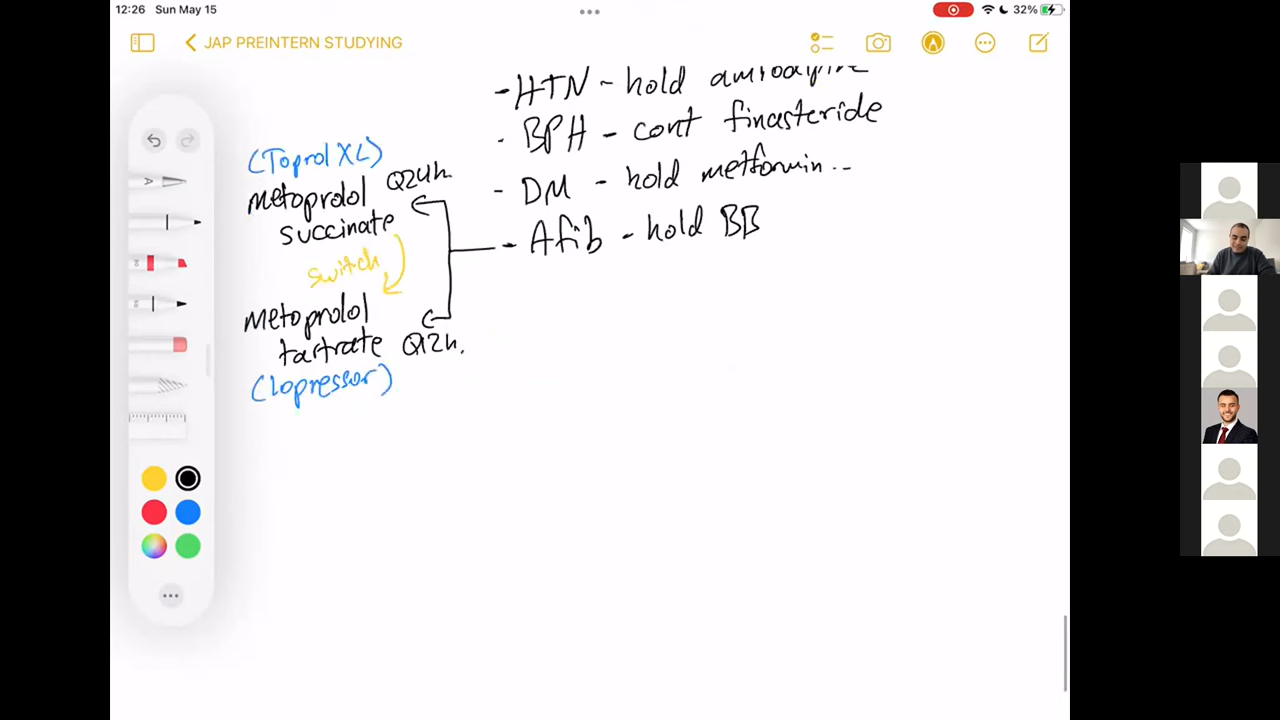 12:26 Sun May 15
32%
JAP PREINTERN STUDYING
-HTN - hold amlodipine
- BPH - cont finasteride
- DM - hold metformin...
- Afib - hold BB
(Toprol XL)
metoprolol Q24h.
succinate
switch
metoprolol
tartrate Q12h.
(lopressor)